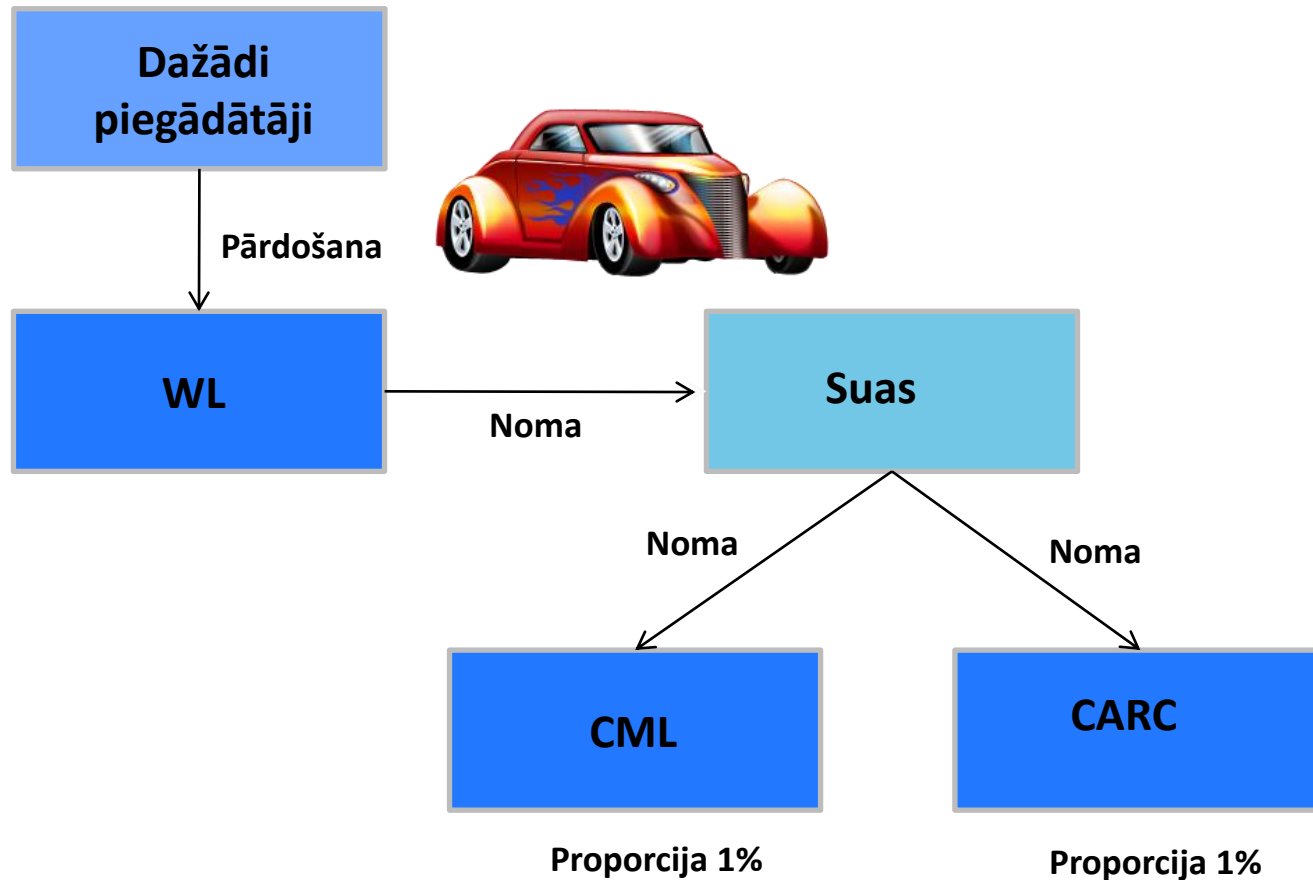 Dažādi
piegādātāji
Pārdošana
WL
Noma
Suas
Noma
Noma
CML
CARC
Proporcija 1%
Proporcija 1%